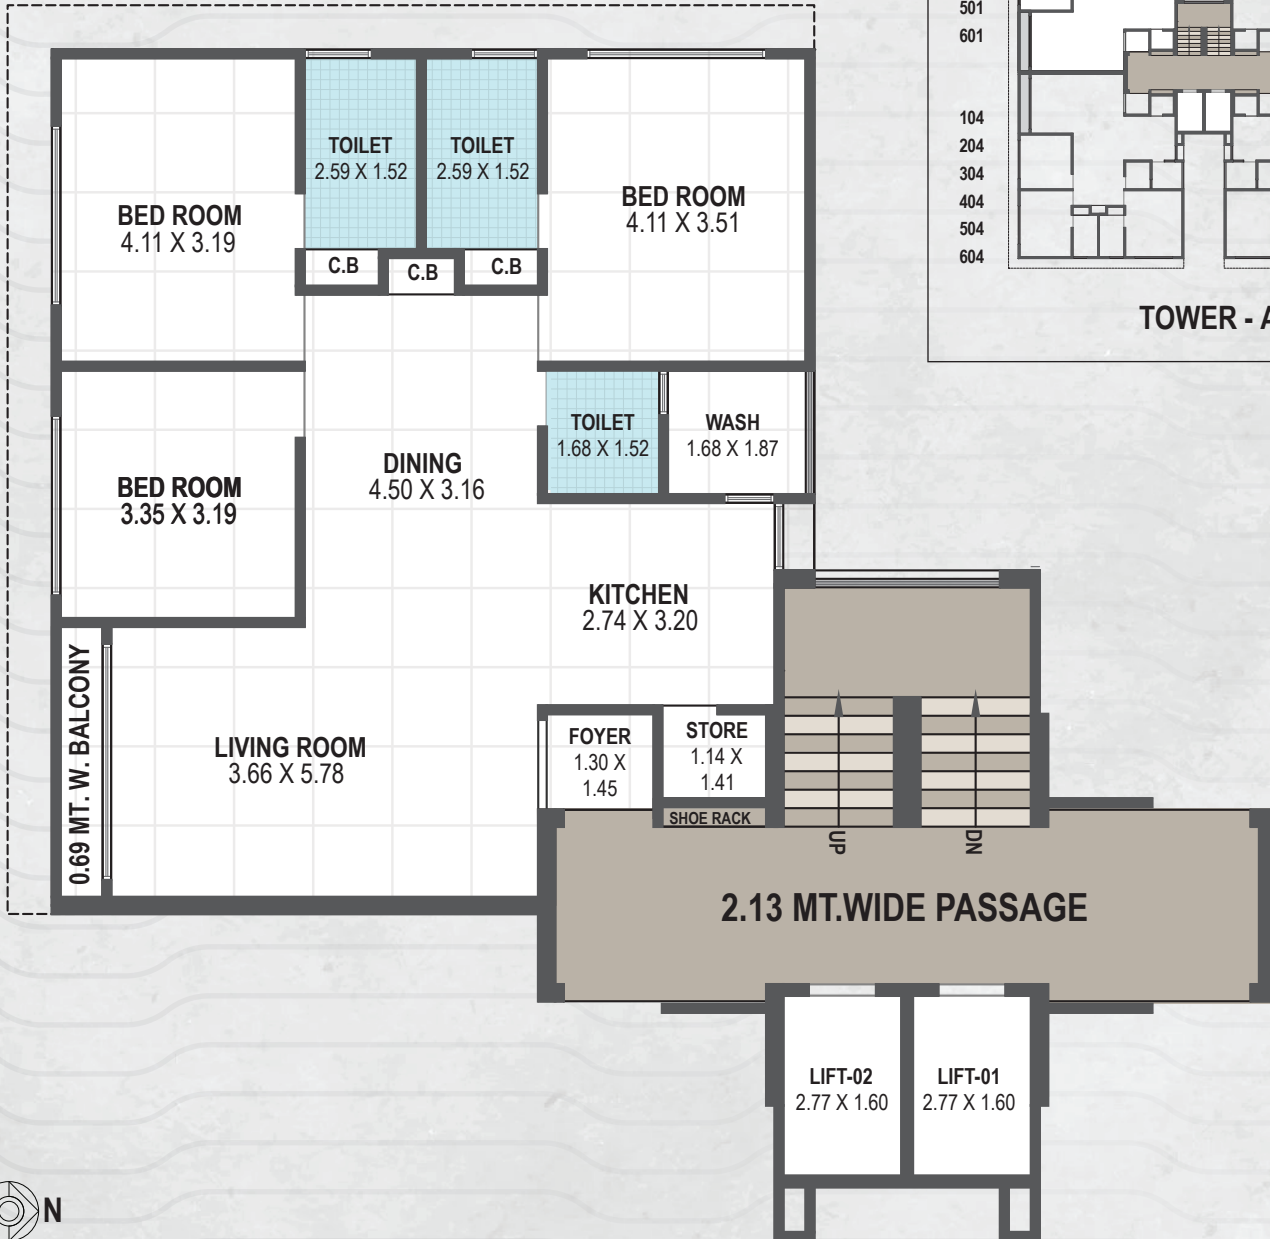 501
601
104
204
304
404
504
604
TOWER - A
TOILET
2.59 X 1.52
TOILET
2.59 X 1.52
BED ROOM
4.11 X 3.19
BED ROOM
4.11 X 3.51
C.B
C.B
C.B
TOILET
1.68 X 1.52
WASH
1.68 X 1.87
DINING
4.50 X 3.16
BED ROOM
3.35 X 3.19
KITCHEN
2.74 X 3.20
0.69 MT. W. BALCONY
LIVING ROOM
3.66 X 5.78
FOYER
1.30 X
1.45
STORE
1.14 X
1.41
SHOE RACK
UP
DN
2.13 MT.WIDE PASSAGE
LIFT-02
2.77 X 1.60
LIFT-01
2.77 X 1.60
N